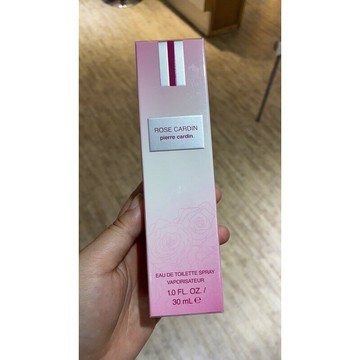 ROSE CARDIN
pierre cardin
EAU DE TOILETTE SPRAY
VAPORISATEUR
1.0 FL. OZ. /
30 mL ℮